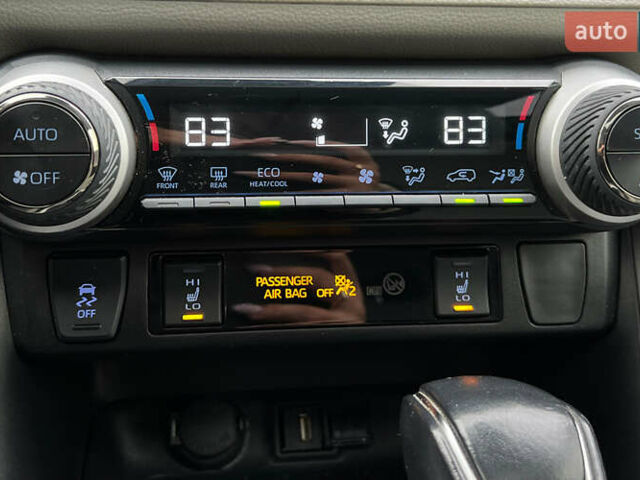 auto
AUTO
OFF
83
83
S
FRONT
REAR
ECO
HEAT/COOL
OFF
HI
LO
PASSENGER
AIR BAG OFF 2
HI
LO